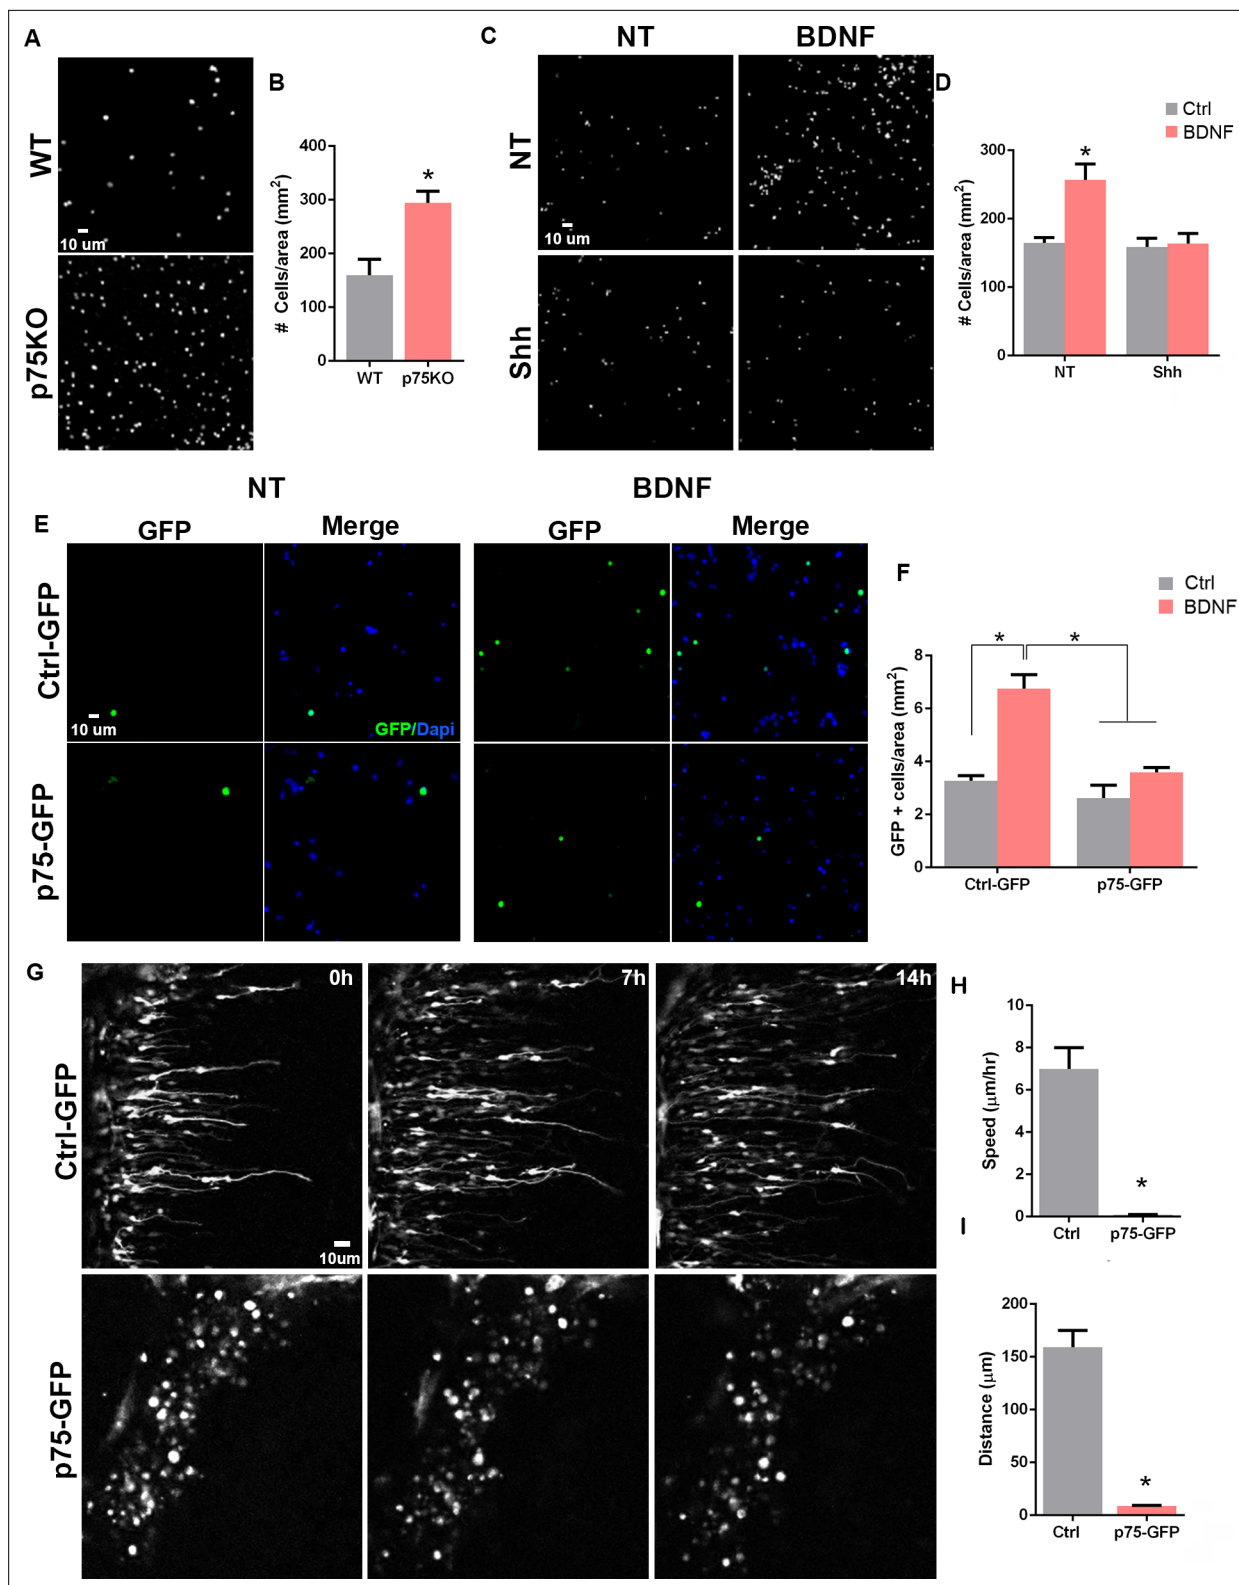 A
WT
10 um
p75KO
B
# Cells/area (mm2)
400
300
200
100
0
*
WT p75KO
C
NT BDNF
NT
10 um
Shh
D
Ctrl
BDNF
# Cells/area (mm2)
300
200
100
0
*
NT Shh
E
NT BDNF
GFP Merge GFP Merge
Ctrl-GFP
10 um
GFP/Dapi
p75-GFP
F
Ctrl
BDNF
GFP + cells/area (mm2)
8
6
4
2
0
* *
Ctrl-GFP p75-GFP
G
0h 7h 14h
Ctrl-GFP
10um
p75-GFP
H
Speed (μm/hr)
10
8
6
4
2
0
*
Ctrl p75-GFP
I
Distance (μm)
200
150
100
50
0
*
Ctrl p75-GFP